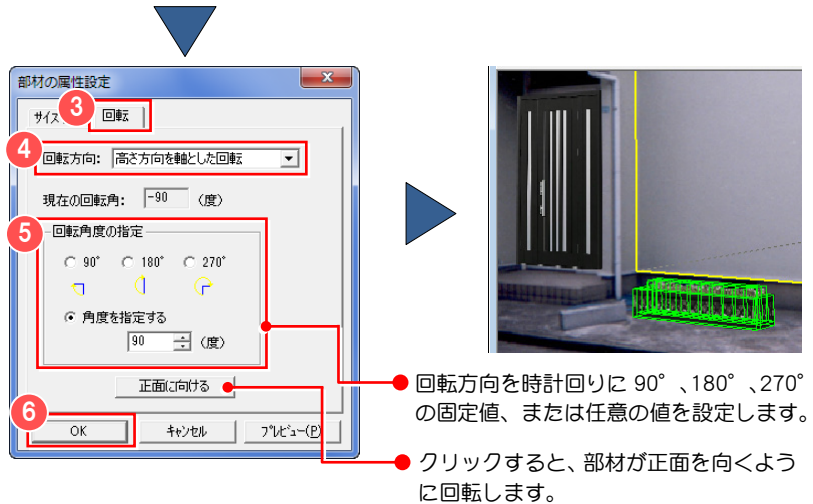 部材の属性設定
サイズ
3
回転
4
回転方向: 高さ方向を軸とした回転
現在の回転角: -90 (度)
5
回転角度の指定
90° 180° 270°
角度を指定する
90 (度)
正面に向ける
6
OK キャンセル プレビュー(P)
回転方向を時計回りに 90°、180°、270°
の固定値、または任意の値を設定します。
クリックすると、部材が正面を向くよう
に回転します。